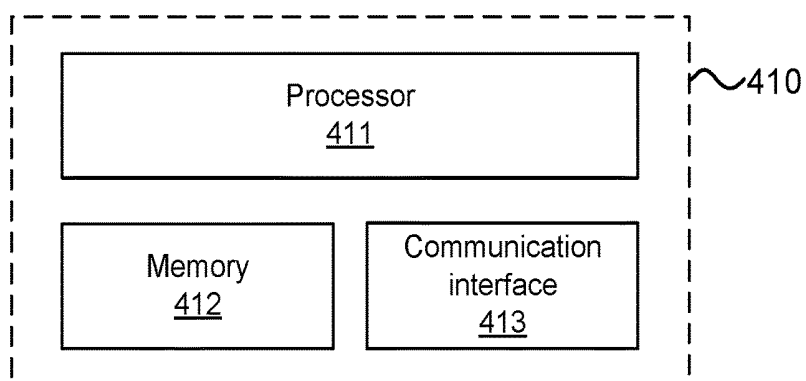 Processor
411
410
Memory
412
Communication
interface
413